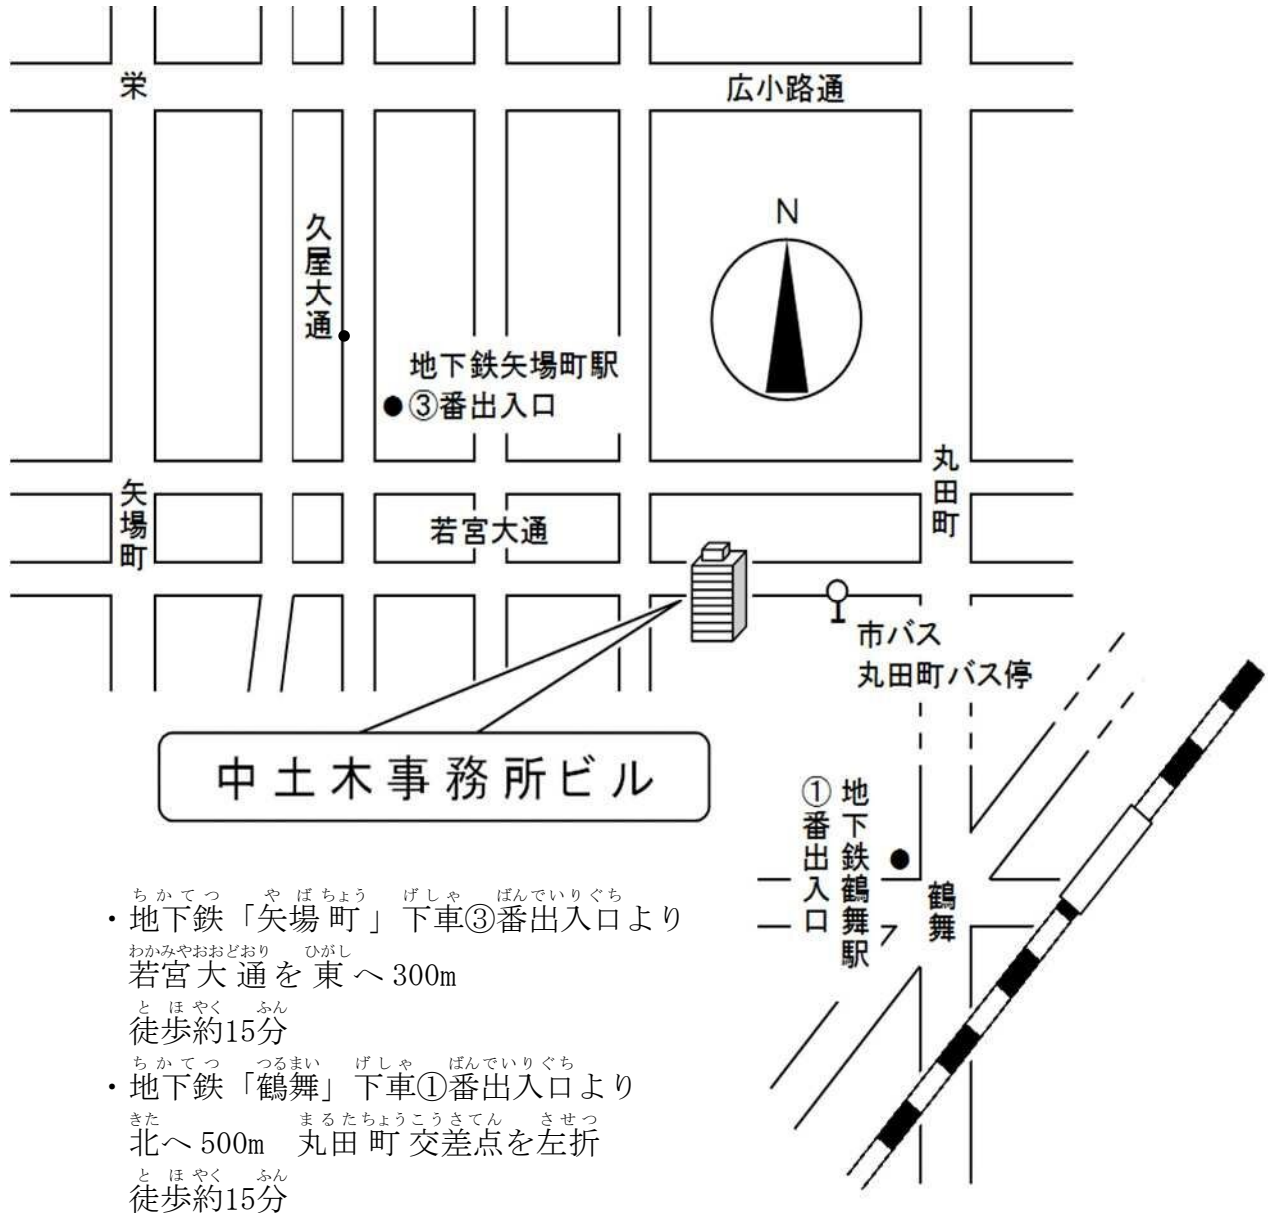 栄
広小路通
N
久屋大通
地下鉄矢場町駅
③番出入口
丸田町
矢場町
若宮大通
市バス
丸田町バス停
中土木事務所ビル
地下鉄鶴舞駅
①番出入口
鶴舞
ちかてつ やばちょう げしゃ ばんでいりぐち
・地下鉄「矢場町」下車③番出入口より
わかみやおおどおり ひがし
若宮大通を東へ300m
とほやく ふん
徒歩約15分
ちかてつ つるまい げしゃ ばんでいりぐち
・地下鉄「鶴舞」下車①番出入口より
きた まるたちょうこうさてん させつ
北へ500m 丸田町交差点を左折
とほやく ふん
徒歩約15分